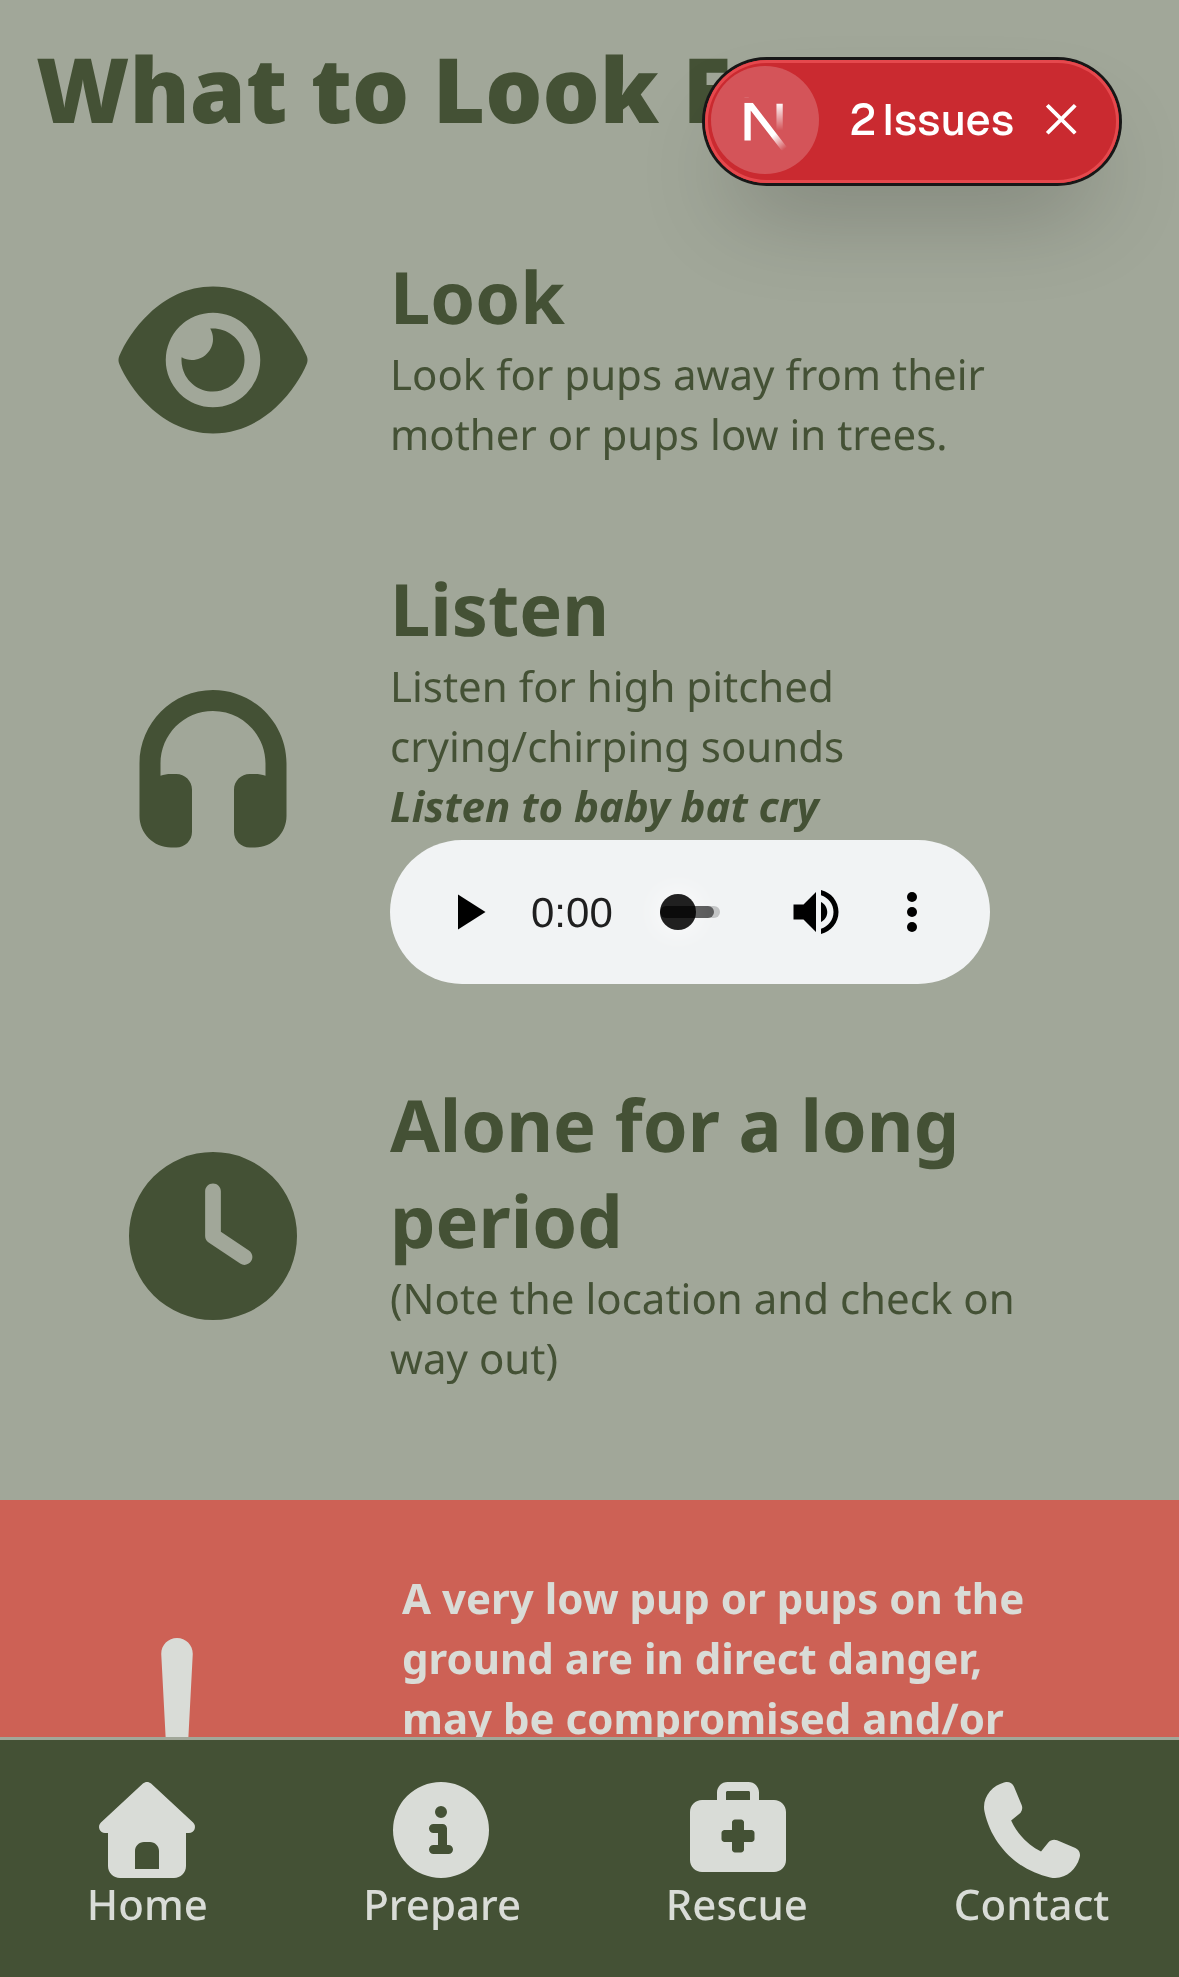 What to Look
2 Issues
Look
Look for pups away from their
mother or pups low in trees.
Listen
Listen for high pitched
crying/chirping sounds
Listen to baby bat cry
0:00
Alone for a long
period
(Note the location and check on
way out)
A very low pup or pups on the
ground are in direct danger,
may be compromised and/or
Home
Prepare
Rescue
Contact